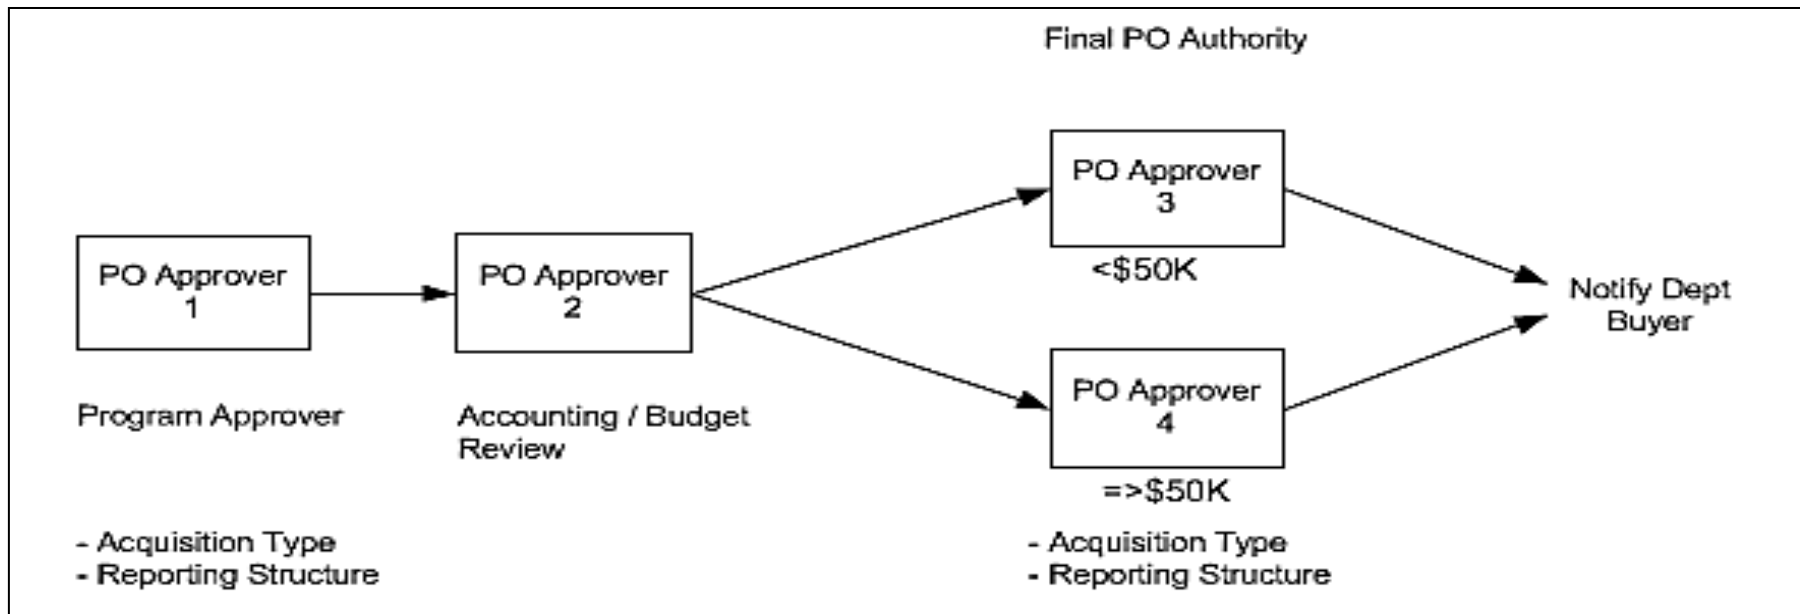 Final PO Authority
PO Approver
3
<$50K
PO Approver
1
PO Approver
2
Notify Dept
Buyer
PO Approver
4
=>$50K
Program Approver
Accounting / Budget
Review
- Acquisition Type
- Reporting Structure
- Acquisition Type
- Reporting Structure